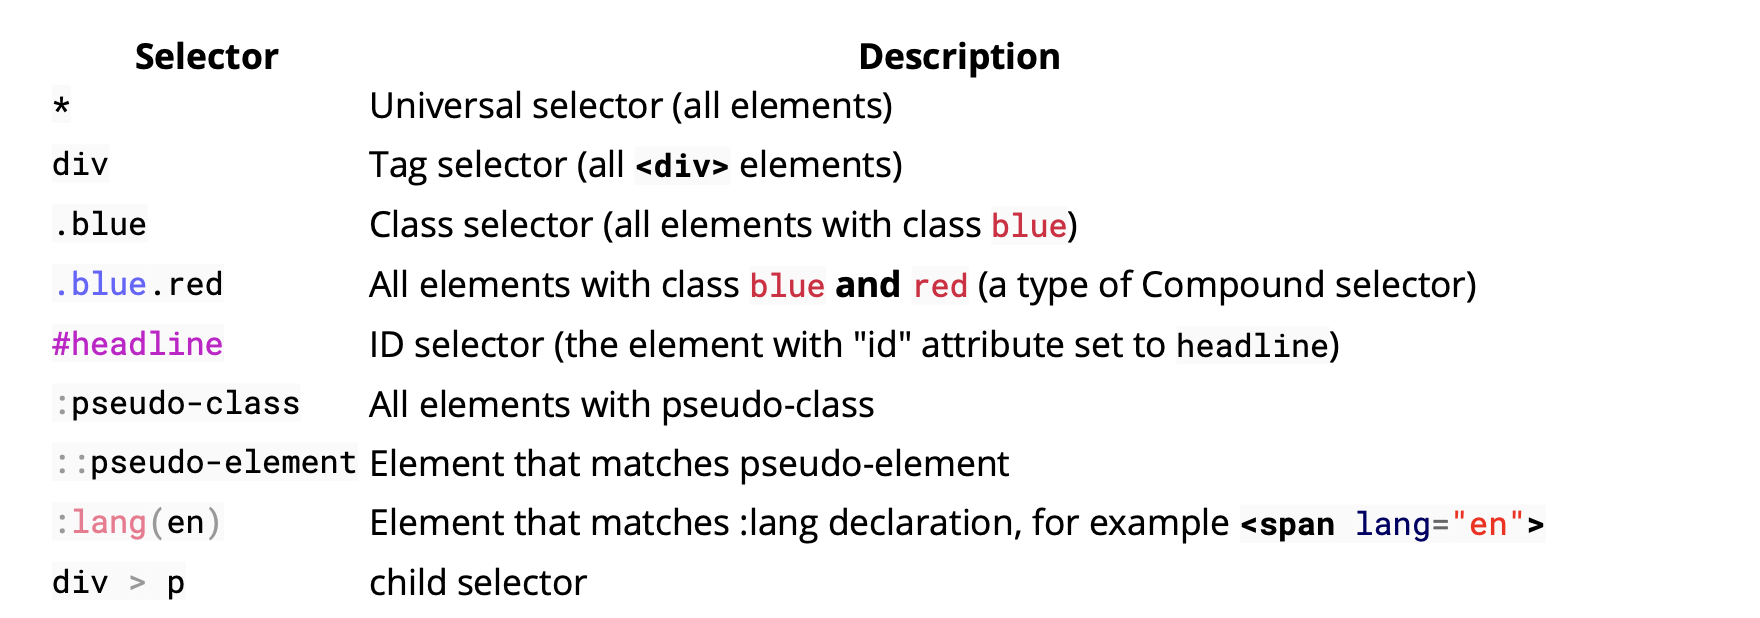 Selector Description
* Universal selector (all elements)
div Tag selector (all <div> elements)
.blue Class selector (all elements with class blue)
.blue.red All elements with class blue and red (a type of Compound selector)
#headline ID selector (the element with "id" attribute set to headline)
:pseudo-class All elements with pseudo-class
::pseudo-element Element that matches pseudo-element
:lang(en) Element that matches :lang declaration, for example <span lang="en">
div > p child selector